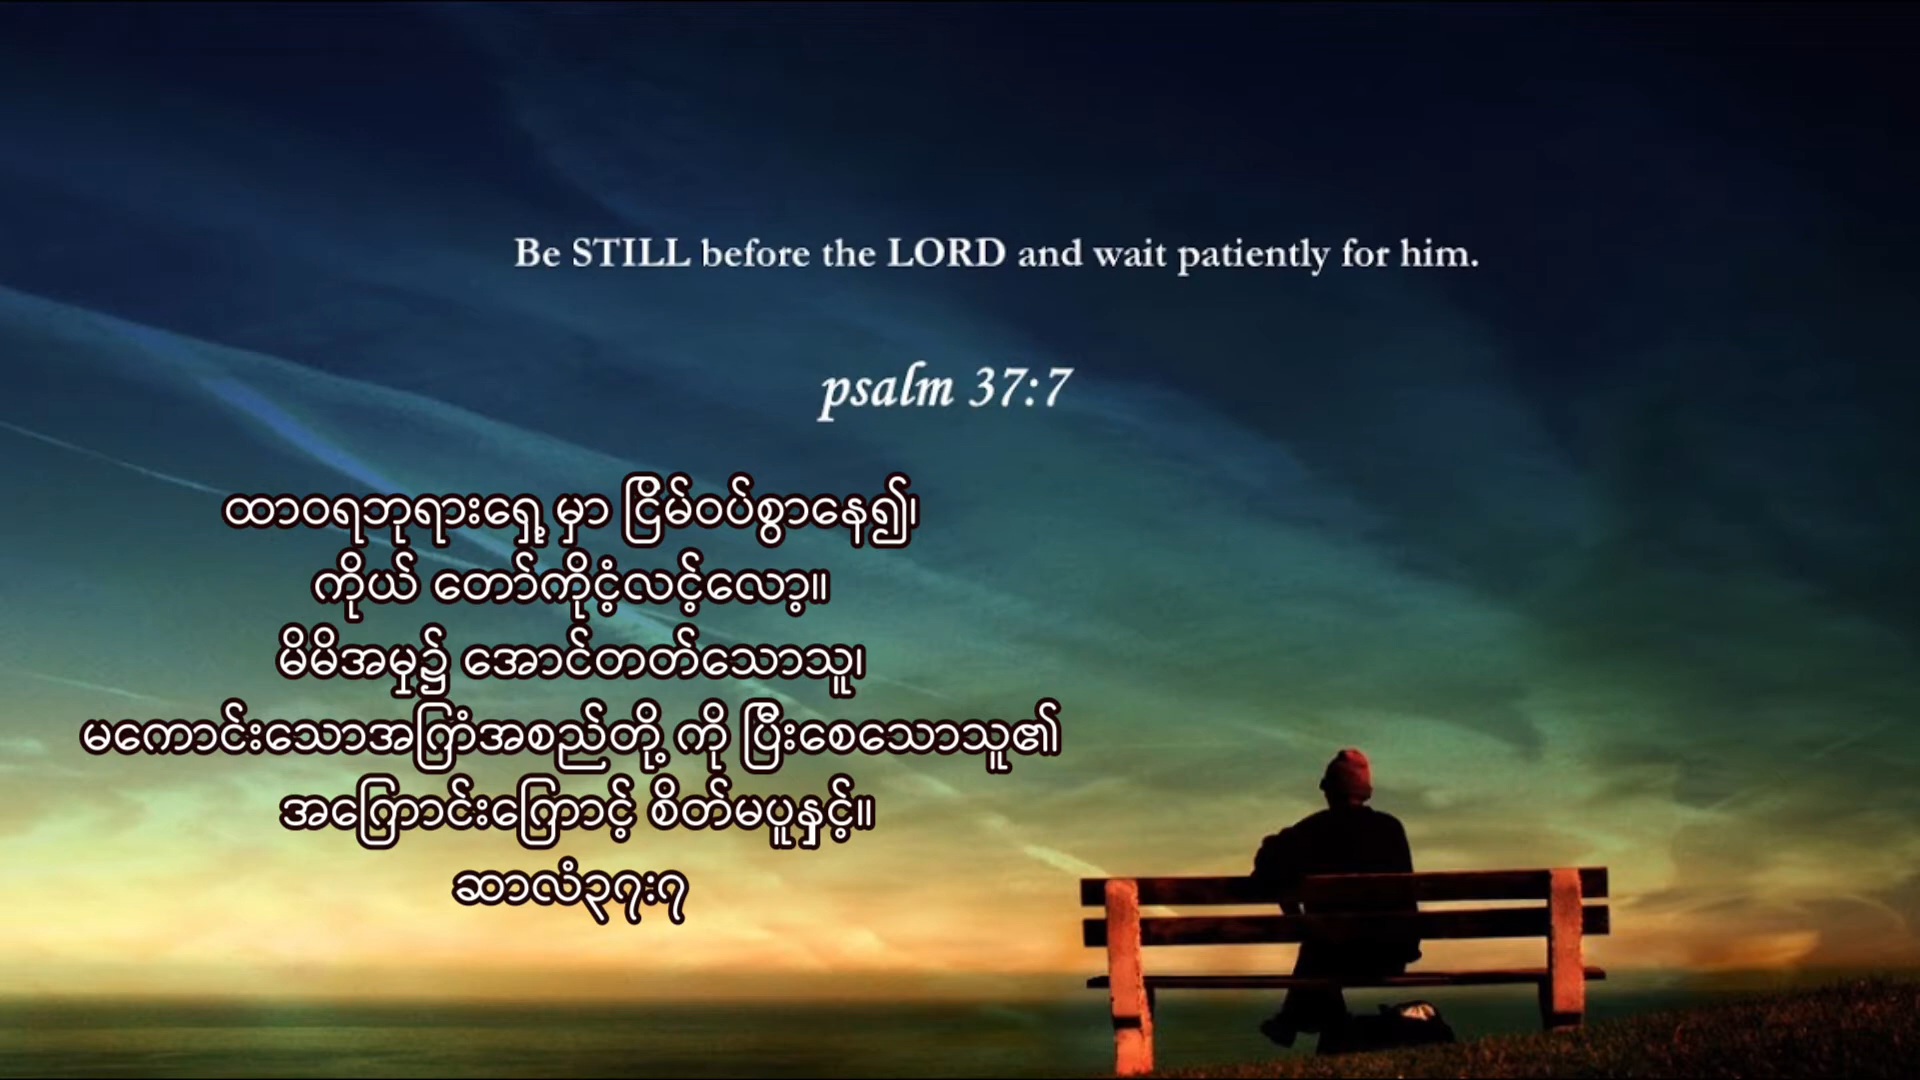 Be STILL before the LORD and wait patiently for him.
psalm 37:7
ထာဝရဘုရားရှေ့ မှာ ငြိမ်ဝပ်စွာနေ၍၊
ကိုယ် တော်ကိုငံ့လင့်လော့။
မိမိအမှု၌ အောင်တတ်သောသူ၊
မကောင်းသောအကြံအစည်တို့ ကို ပြီးစေသောသူ၏
အကြောင်းကြောင့် စိတ်မပူနှင့်။
ဆာလံ၃၇:၇